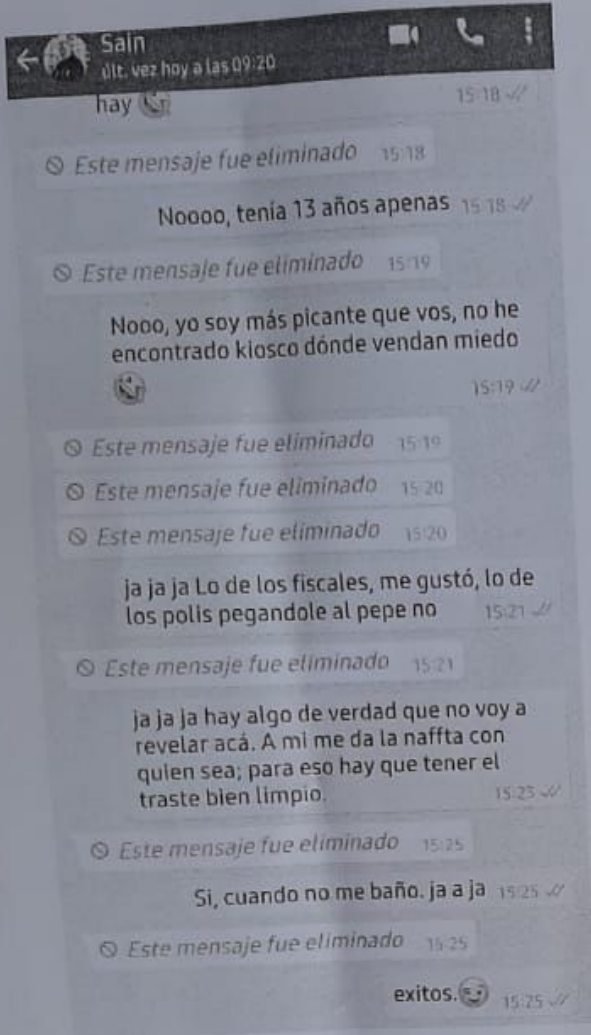 Sain
últ. vez hoy a las 09:20
hay 15:18
Este mensaje fue eliminado 15:18
Noooo, tenía 13 años apenas 15:18
Este mensaje fue eliminado 15:19
Nooo, yo soy más picante que vos, no he
encontrado kiosco dónde vendan miedo
15:19
Este mensaje fue eliminado 15:19
Este mensaje fue eliminado 15:20
Este mensaje fue eliminado 15:20
ja ja ja Lo de los fiscales, me gustó, lo de
los polis pegandole al pepe no 15:21
Este mensaje fue eliminado 15:21
ja ja ja hay algo de verdad que no voy a
revelar acá. A mi me da la naffta con
quien sea; para eso hay que tener el
traste bien limpio. 15:23
Este mensaje fue eliminado 15:25
Si, cuando no me baño. ja a ja 15:25
Este mensaje fue eliminado 15:25
exitos. 15:25